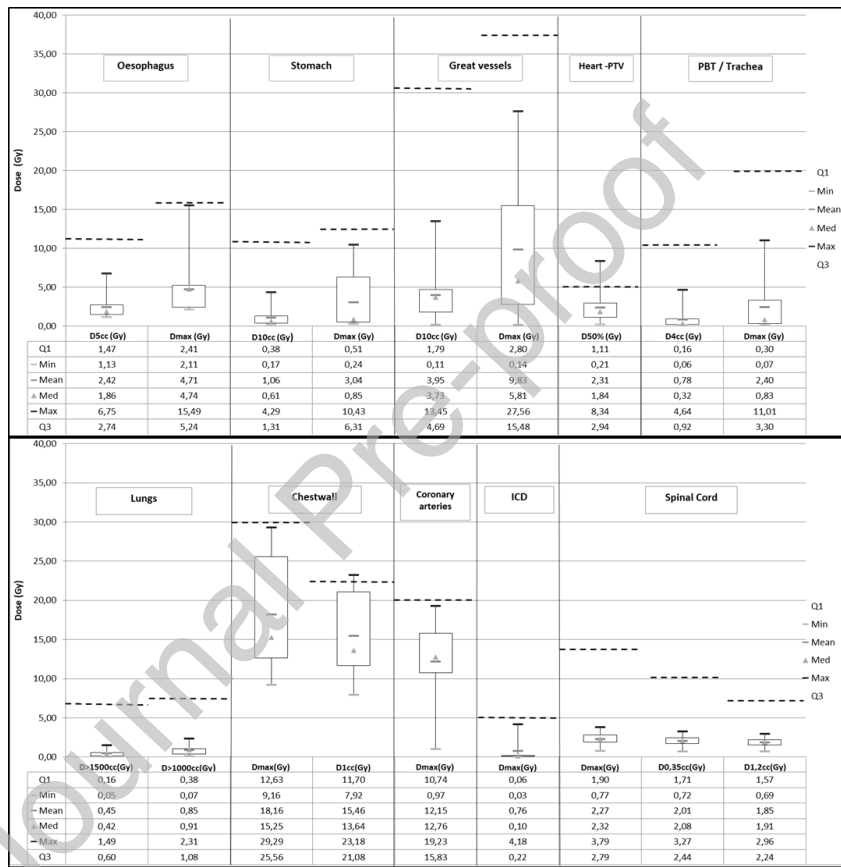 40,00
35,00
30,00
25,00
20,00
15,00
10,00
5,00
0,00
Dose (Gy)
Oesophagus Stomach Great vessels Heart -PTV PBT / Trachea
Q1
Min
Mean
Med
Max
Q3
D5cc (Gy) Dmax (Gy) D10cc (Gy) Dmax (Gy) D10cc (Gy) Dmax (Gy) D50% (Gy) D4cc (Gy) Dmax (Gy)
Q1 1,47 2,41 0,38 0,51 1,79 2,80 1,11 0,16 0,30
Min 1,13 2,11 0,17 0,24 0,11 0,14 0,21 0,06 0,07
Mean 2,42 4,71 1,06 3,04 3,95 9,83 2,31 0,78 2,40
Med 1,86 4,74 0,61 0,85 3,73 5,81 1,84 0,32 0,83
Max 6,75 15,49 4,29 10,43 13,45 27,56 8,34 4,64 11,01
Q3 2,74 5,24 1,31 6,31 4,69 15,48 2,94 0,92 3,30
40,00
35,00
30,00
25,00
20,00
15,00
10,00
5,00
0,00
Dose (Gy)
Lungs Chestwall Coronary arteries ICD Spinal Cord
Q1
Min
Mean
Med
Max
Q3
D>1500cc(Gy) D>1000cc(Gy) Dmax(Gy) D1cc(Gy) Dmax(Gy) Dmax(Gy) Dmax(Gy) D0,35cc(Gy) D1,2cc(Gy)
Q1 0,16 0,38 12,63 11,70 10,74 0,06 1,90 1,71 1,57
Min 0,05 0,07 9,16 7,92 0,97 0,03 0,77 0,72 0,69
Mean 0,45 0,85 18,16 15,46 12,15 0,76 2,27 2,01 1,85
Med 0,42 0,91 15,25 13,64 12,76 0,10 2,32 2,08 1,91
Max 1,49 2,31 29,29 23,18 19,23 4,18 3,79 3,27 2,96
Q3 0,60 1,08 25,56 21,08 15,83 0,22 2,79 2,44 2,24
Journal Pre-proof